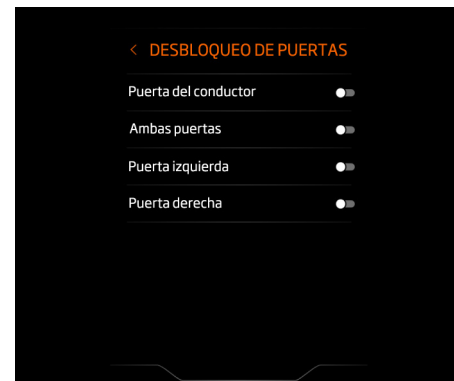 < DESBLOQUEO DE PUERTAS
Puerta del conductor
Ambas puertas
Puerta izquierda
Puerta derecha